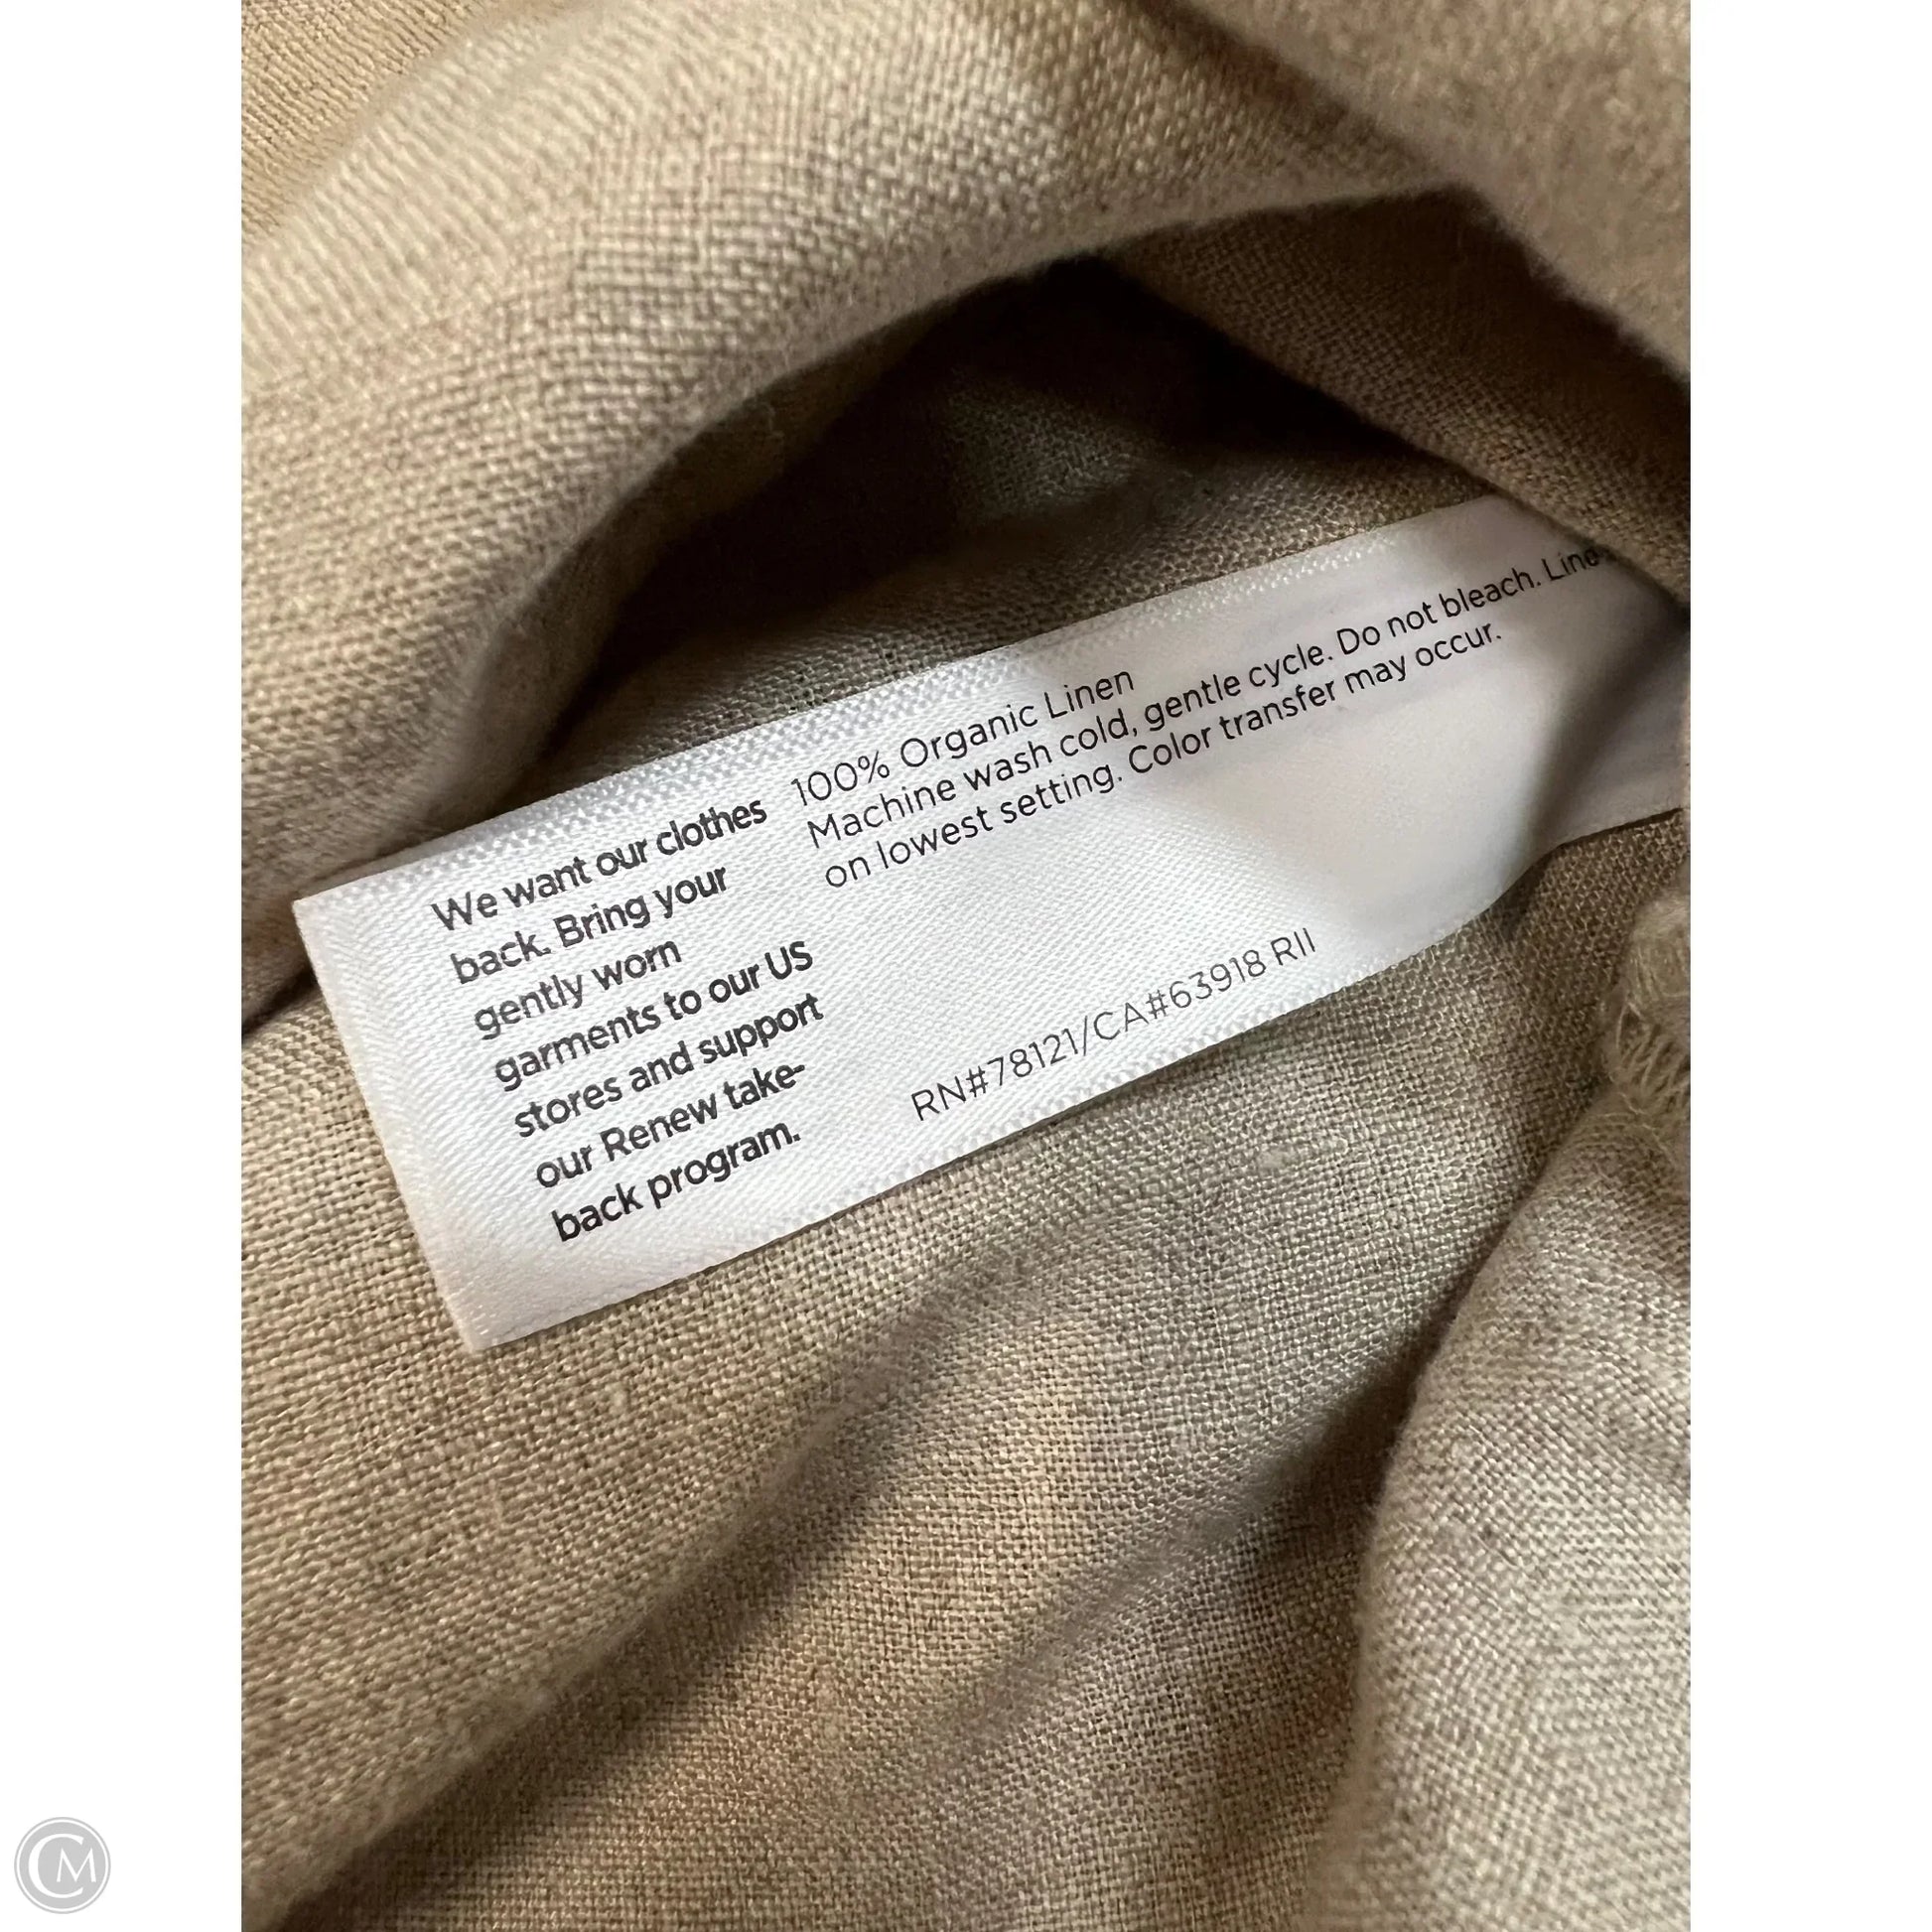 We want our clothes
back. Bring your
gently worn
garments to our US
stores and support
our Renew take-
back program.
100% Organic Linen
Machine wash cold, gentle cycle. Do not bleach.
on lowest setting. Color transfer may occur.
RN#78121/CA#63918 RII
CM